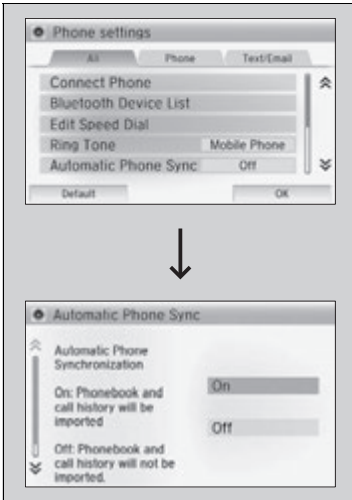 Phone settings
All Phone Text/Email
Connect Phone
Bluetooth Device List
Edit Speed Dial
Ring Tone Mobile Phone
Automatic Phone Sync Off
Default OK
Automatic Phone Sync
Automatic Phone
Synchronization
On: Phonebook and
call history will be
imported
Off: Phonebook and
call history will not be
imported.
On
Off